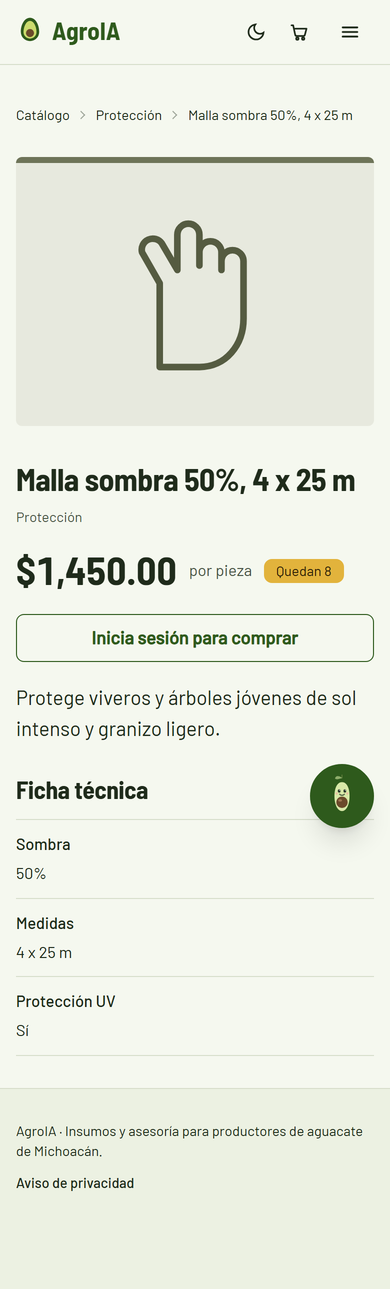 AgroIA
Catálogo > Protección > Malla sombra 50%, 4 x 25 m
Malla sombra 50%, 4 x 25 m
Protección
$1,450.00 por pieza Quedan 8
Inicia sesión para comprar
Protege viveros y árboles jóvenes de sol
intenso y granizo ligero.
Ficha técnica
Sombra
50%
Medidas
4 x 25 m
Protección UV
Sí
AgroIA · Insumos y asesoría para productores de aguacate
de Michoacán.
Aviso de privacidad